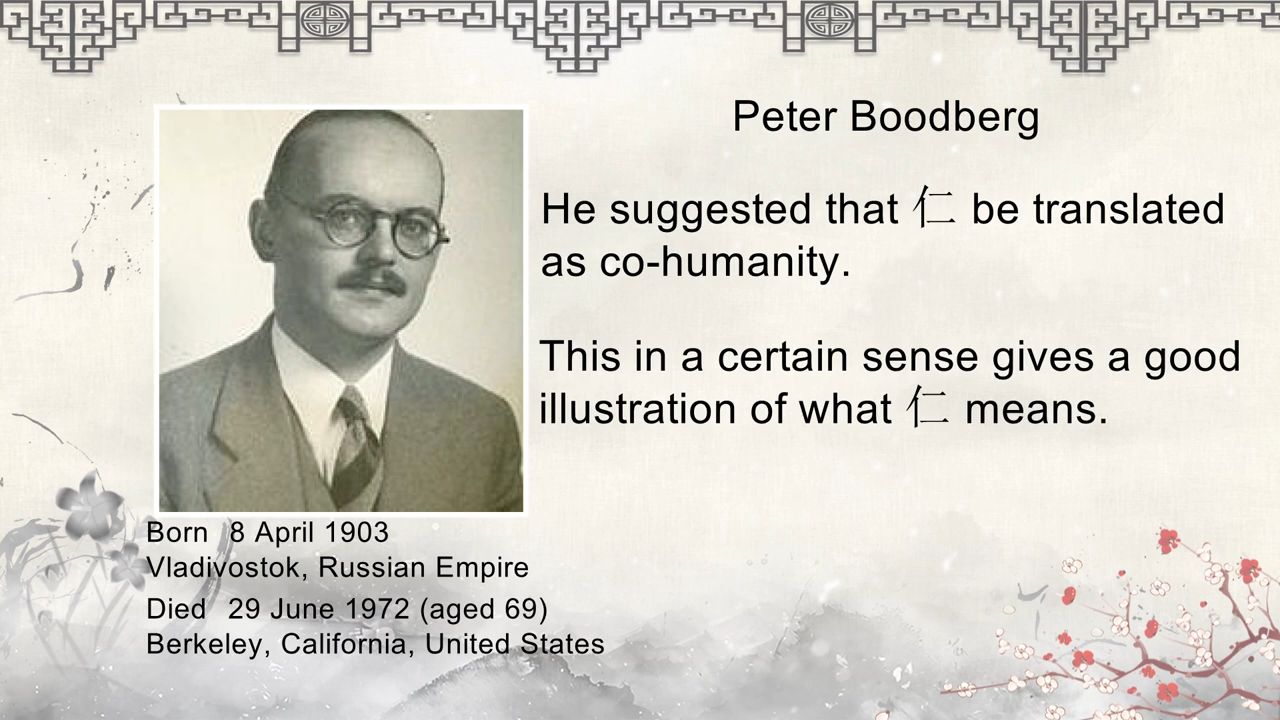 Peter Boodberg
He suggested that 仁 be translated
as co-humanity.
This in a certain sense gives a good
illustration of what 仁 means.
Born 8 April 1903
Vladivostok, Russian Empire
Died 29 June 1972 (aged 69)
Berkeley, California, United States